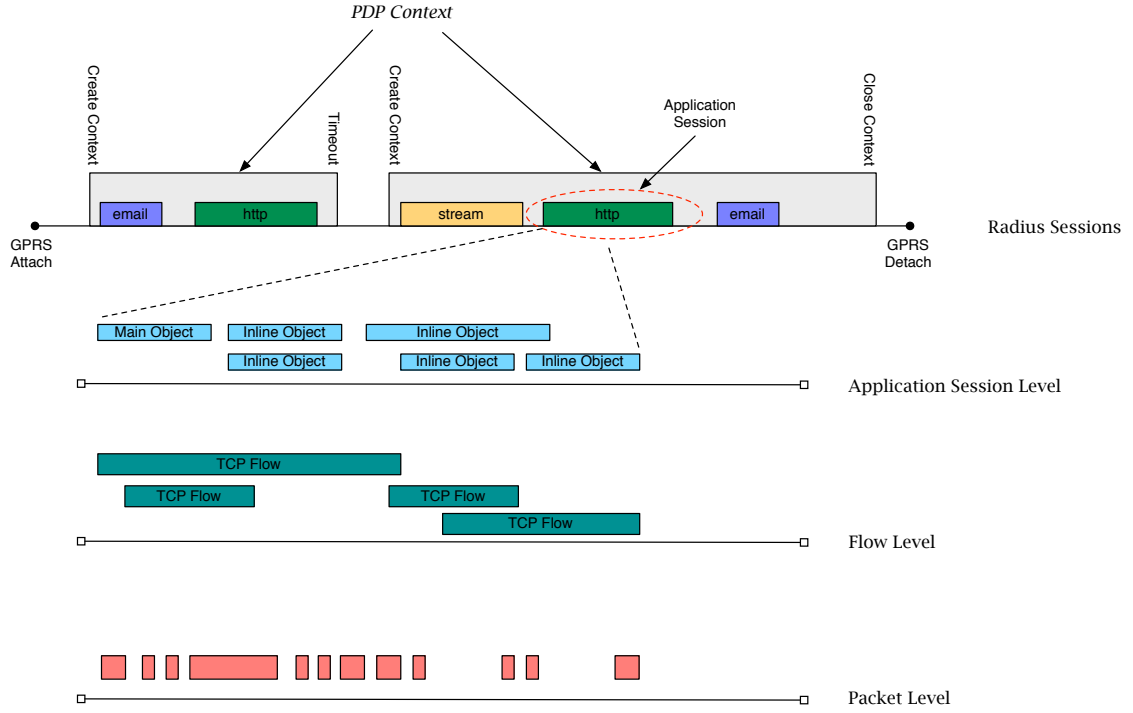 PDP Context
Create Context
Timeout
Create Context
Close Context
Application
Session
email
http
stream
http
email
GPRS
Attach
GPRS
Detach
Radius Sessions
Main Object
Inline Object
Inline Object
Inline Object
Inline Object
Inline Object
Application Session Level
TCP Flow
TCP Flow
TCP Flow
TCP Flow
Flow Level
Packet Level